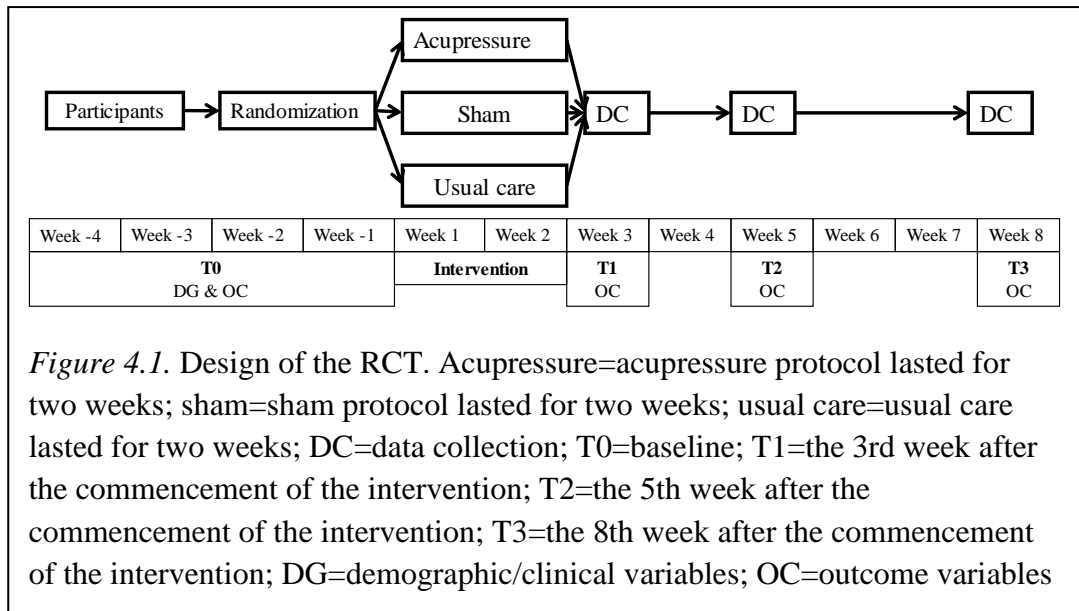 Acupressure
Participants Randomization Sham DC DC DC
Usual care
Week -4 Week -3 Week -2 Week -1 Week 1 Week 2 Week 3 Week 4 Week 5 Week 6 Week 7 Week 8
T0 Intervention T1 T2 T3
DG & OC OC OC OC
Figure 4.1. Design of the RCT. Acupressure=acupressure protocol lasted for
two weeks; sham=sham protocol lasted for two weeks; usual care=usual care
lasted for two weeks; DC=data collection; T0=baseline; T1=the 3rd week after
the commencement of the intervention; T2=the 5th week after the
commencement of the intervention; T3=the 8th week after the commencement
of the intervention; DG=demographic/clinical variables; OC=outcome variables